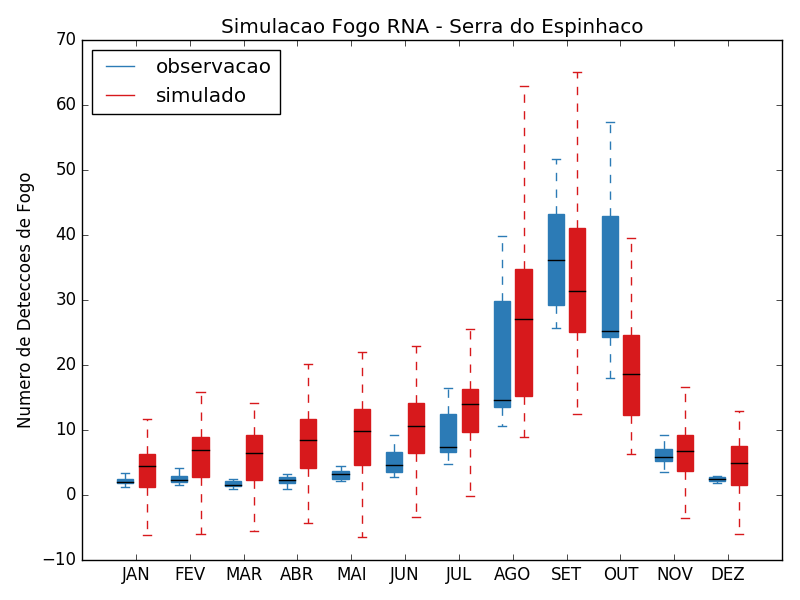 Simulacao Fogo RNA - Serra do Espinhaco
observacao
simulado
Numero de Deteccoes de Fogo
70
60
50
40
30
20
10
0
−10
JAN FEV MAR ABR MAI JUN JUL AGO SET OUT NOV DEZ